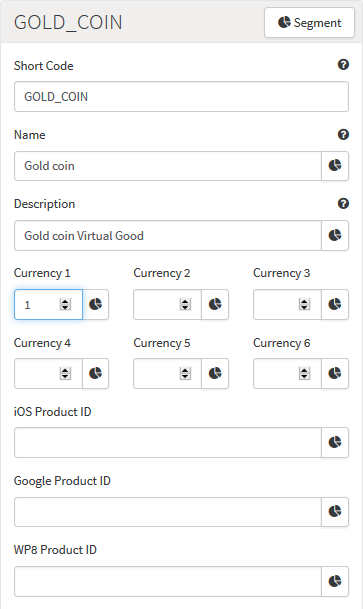 GOLD_COIN Segment
Short Code ?
GOLD_COIN
Name ?
Gold coin
Description ?
Gold coin Virtual Good
Currency 1 Currency 2 Currency 3
1
Currency 4 Currency 5 Currency 6
iOS Product ID
Google Product ID
WP8 Product ID